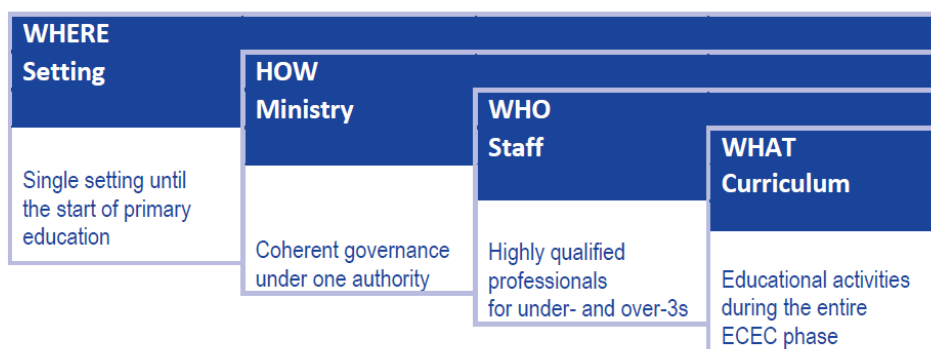 WHERE
Setting
Single setting until
the start of primary
education
HOW
Ministry
Coherent governance
under one authority
WHO
Staff
Highly qualified
professionals
for under- and over-3s
WHAT
Curriculum
Educational activities
during the entire
ECEC phase